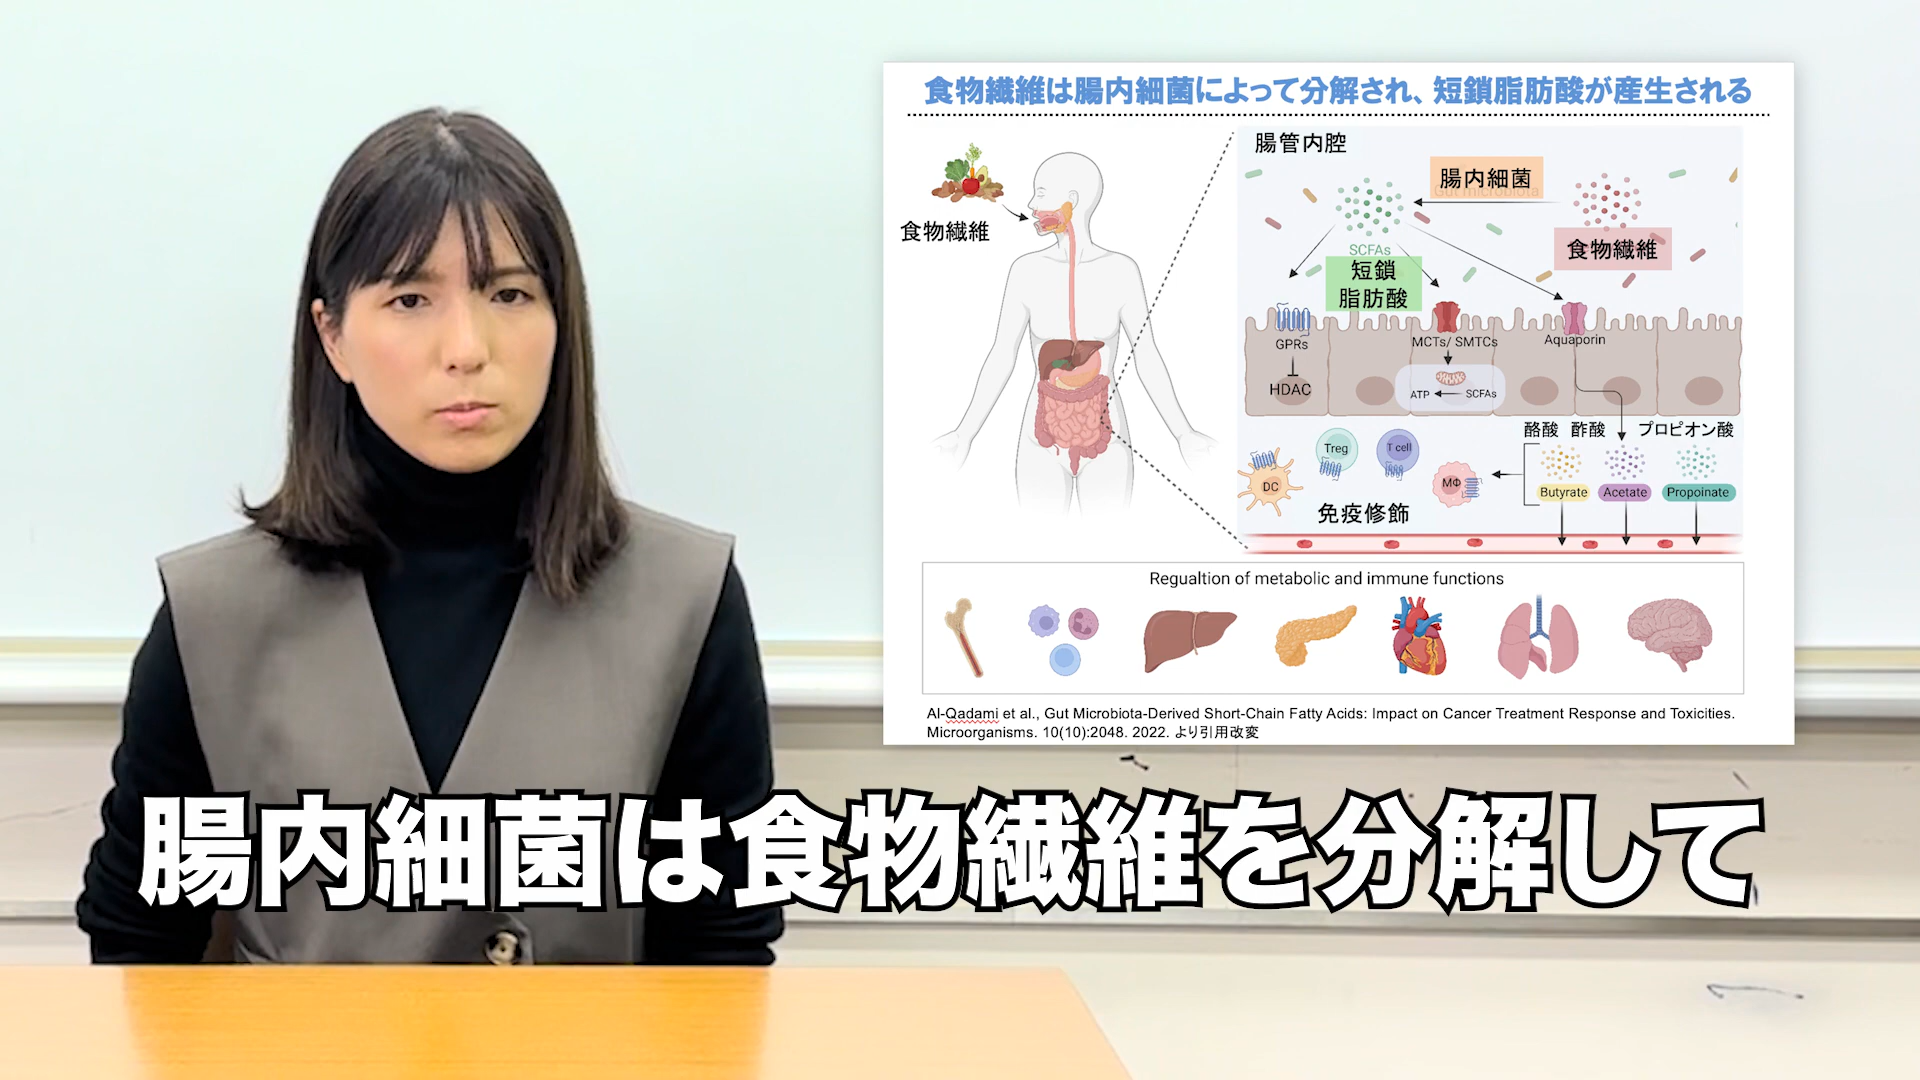 食物繊維は腸内細菌によって分解され、短鎖脂肪酸が産生される
食物繊維
腸管内腔
腸内細菌
Gut microbiota
食物繊維
SCFAs
短鎖
脂肪酸
GPRs
HDAC
MCTs/ SMTCs
ATP
SCFAs
Aquaporin
酪酸 酢酸 プロピオン酸
Treg
T cell
DC
MΦ
Butyrate
Acetate
Propoinate
免疫修飾
Regualtion of metabolic and immune functions
Al-Qadami et al., Gut Microbiota-Derived Short-Chain Fatty Acids: Impact on Cancer Treatment Response and Toxicities.
Microorganisms. 10(10):2048. 2022. より引用改変
腸内細菌は食物繊維を分解して